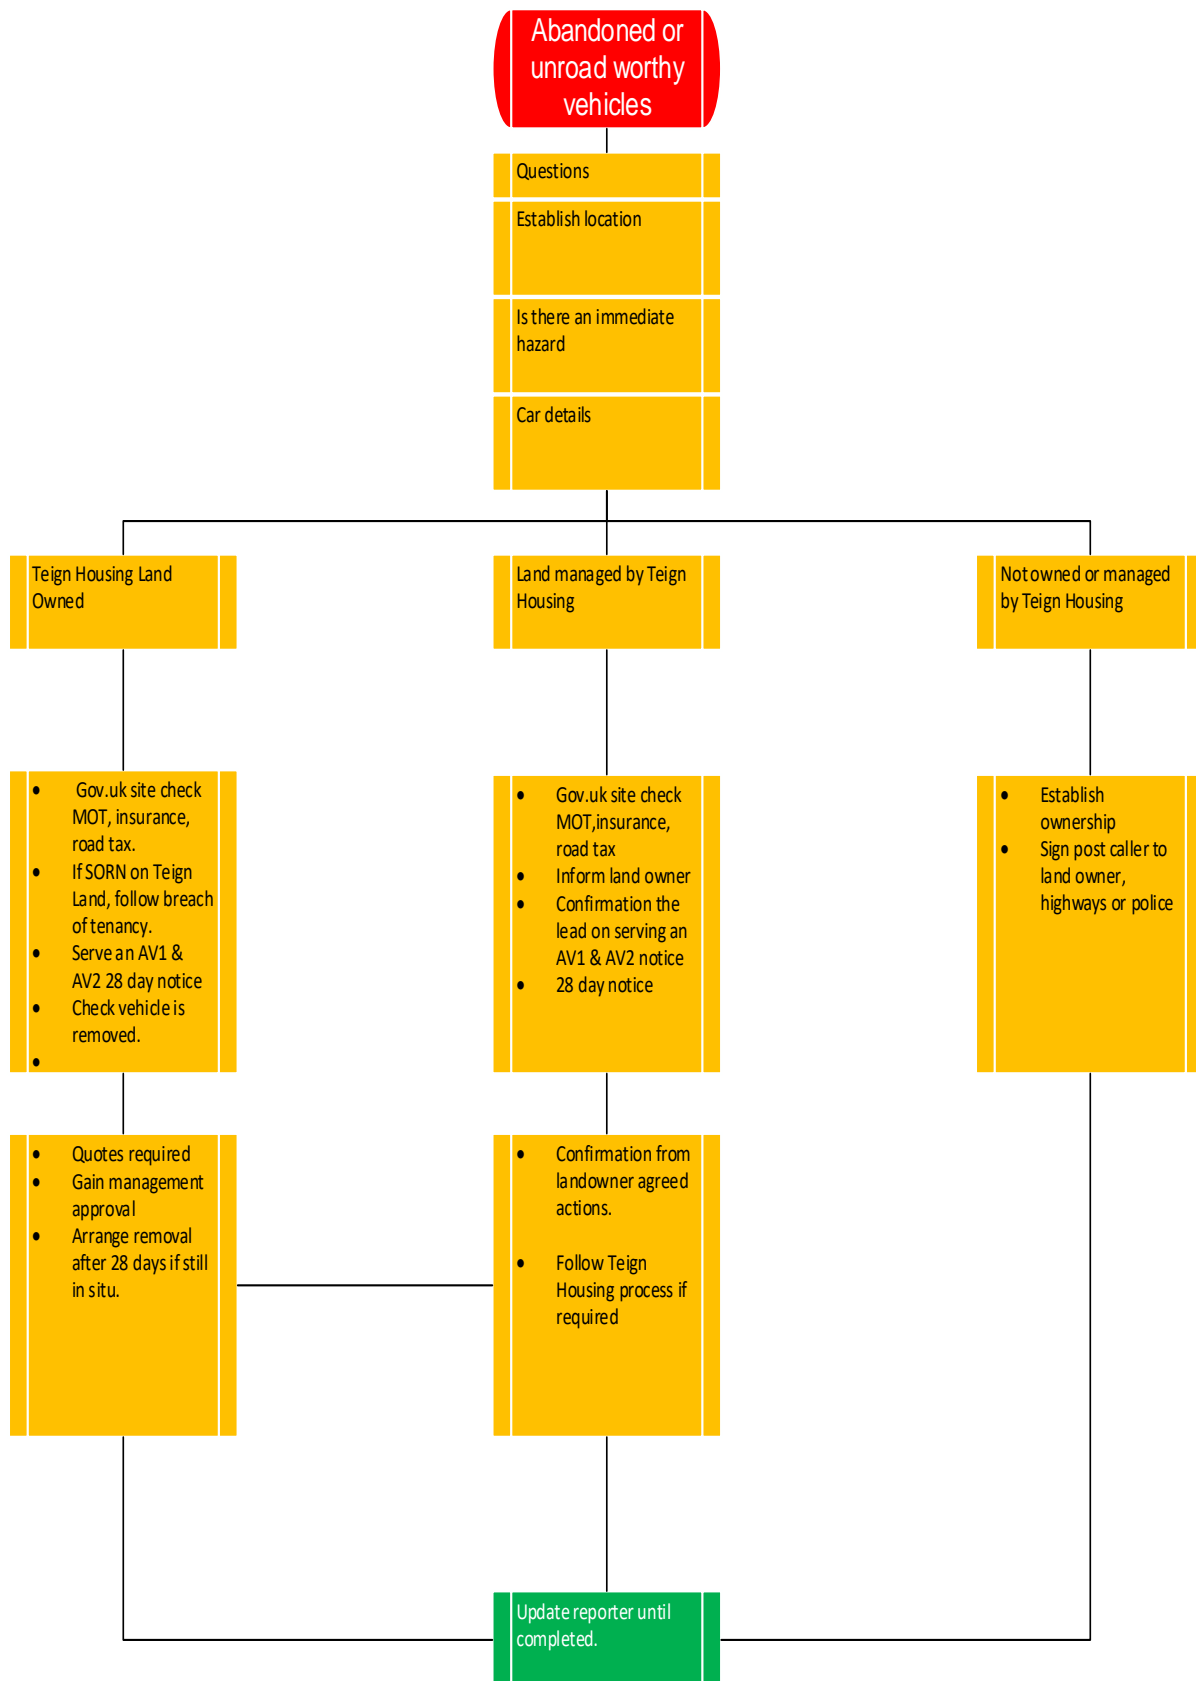 Abandoned or
unroad worthy
vehicles
Questions
Establish location
Is there an immediate
hazard
Car details
Teign Housing Land
Owned
Land managed by Teign
Housing
Not owned or managed
by Teign Housing
• Gov.uk site check
MOT, insurance,
road tax.
• If SORN on Teign
Land, follow breach
of tenancy.
• Serve an AV1 &
AV2 28 day notice
• Check vehicle is
removed.
•
• Gov.uk site check
MOT,insurance,
road tax
• Inform land owner
• Confirmation the
lead on serving an
AV1 & AV2 notice
• 28 day notice
• Establish
ownership
• Sign post caller to
land owner,
highways or police
• Quotes required
• Gain management
approval
• Arrange removal
after 28 days if still
in situ.
• Confirmation from
landowner agreed
actions.
• Follow Teign
Housing process if
required
Update reporter until
completed.